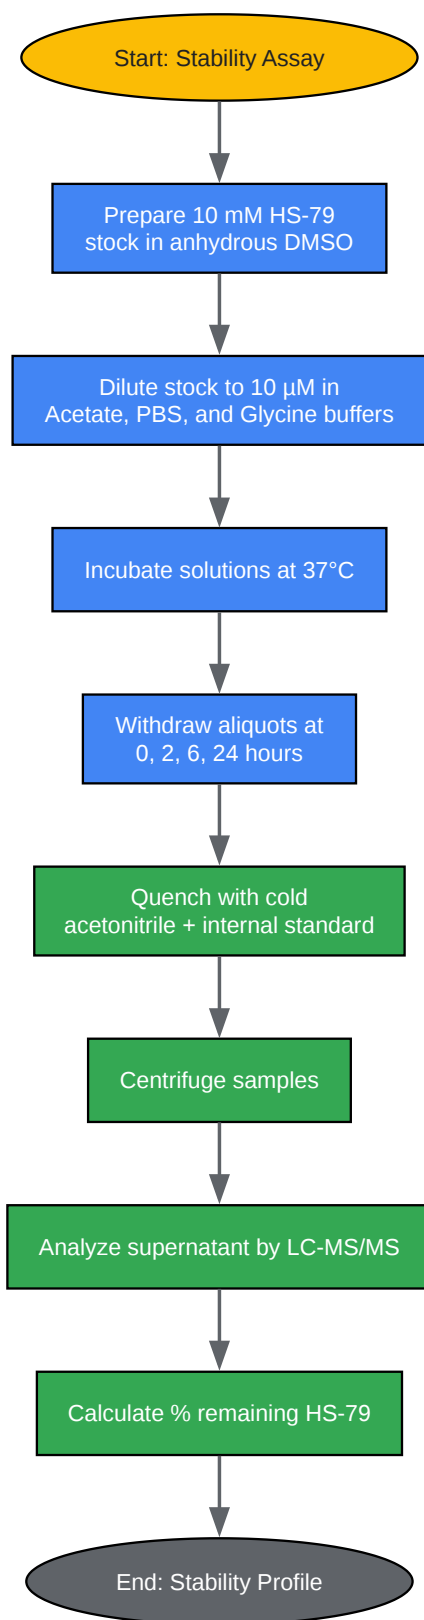 Start: Stability Assay
Prepare 10 mM HS-79
stock in anhydrous DMSO
Dilute stock to 10 µM in
Acetate, PBS, and Glycine buffers
Incubate solutions at 37°C
Withdraw aliquots at
0, 2, 6, 24 hours
Quench with cold
acetonitrile + internal standard
Centrifuge samples
Analyze supernatant by LC-MS/MS
Calculate % remaining HS-79
End: Stability Profile